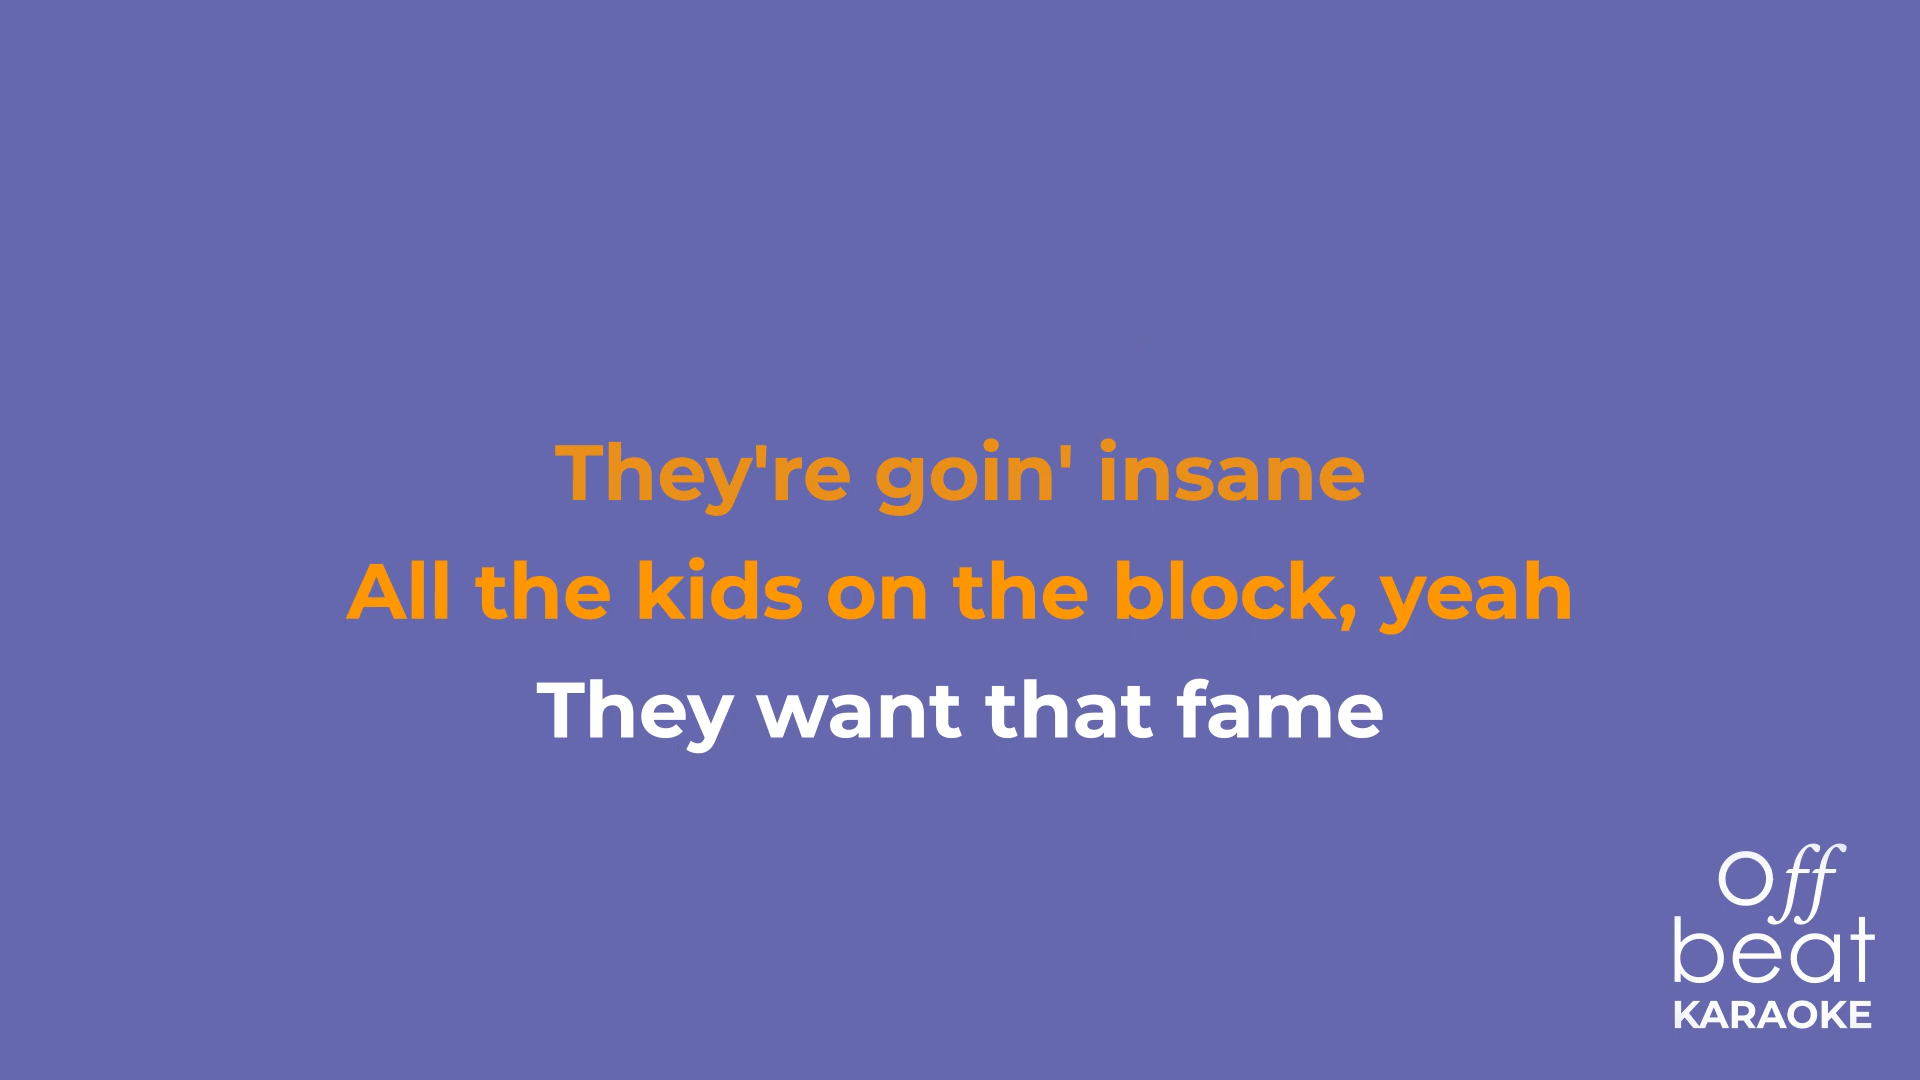 They're goin' insane
All the kids on the block, yeah
They want that fame
Off
beat
KARAOKE